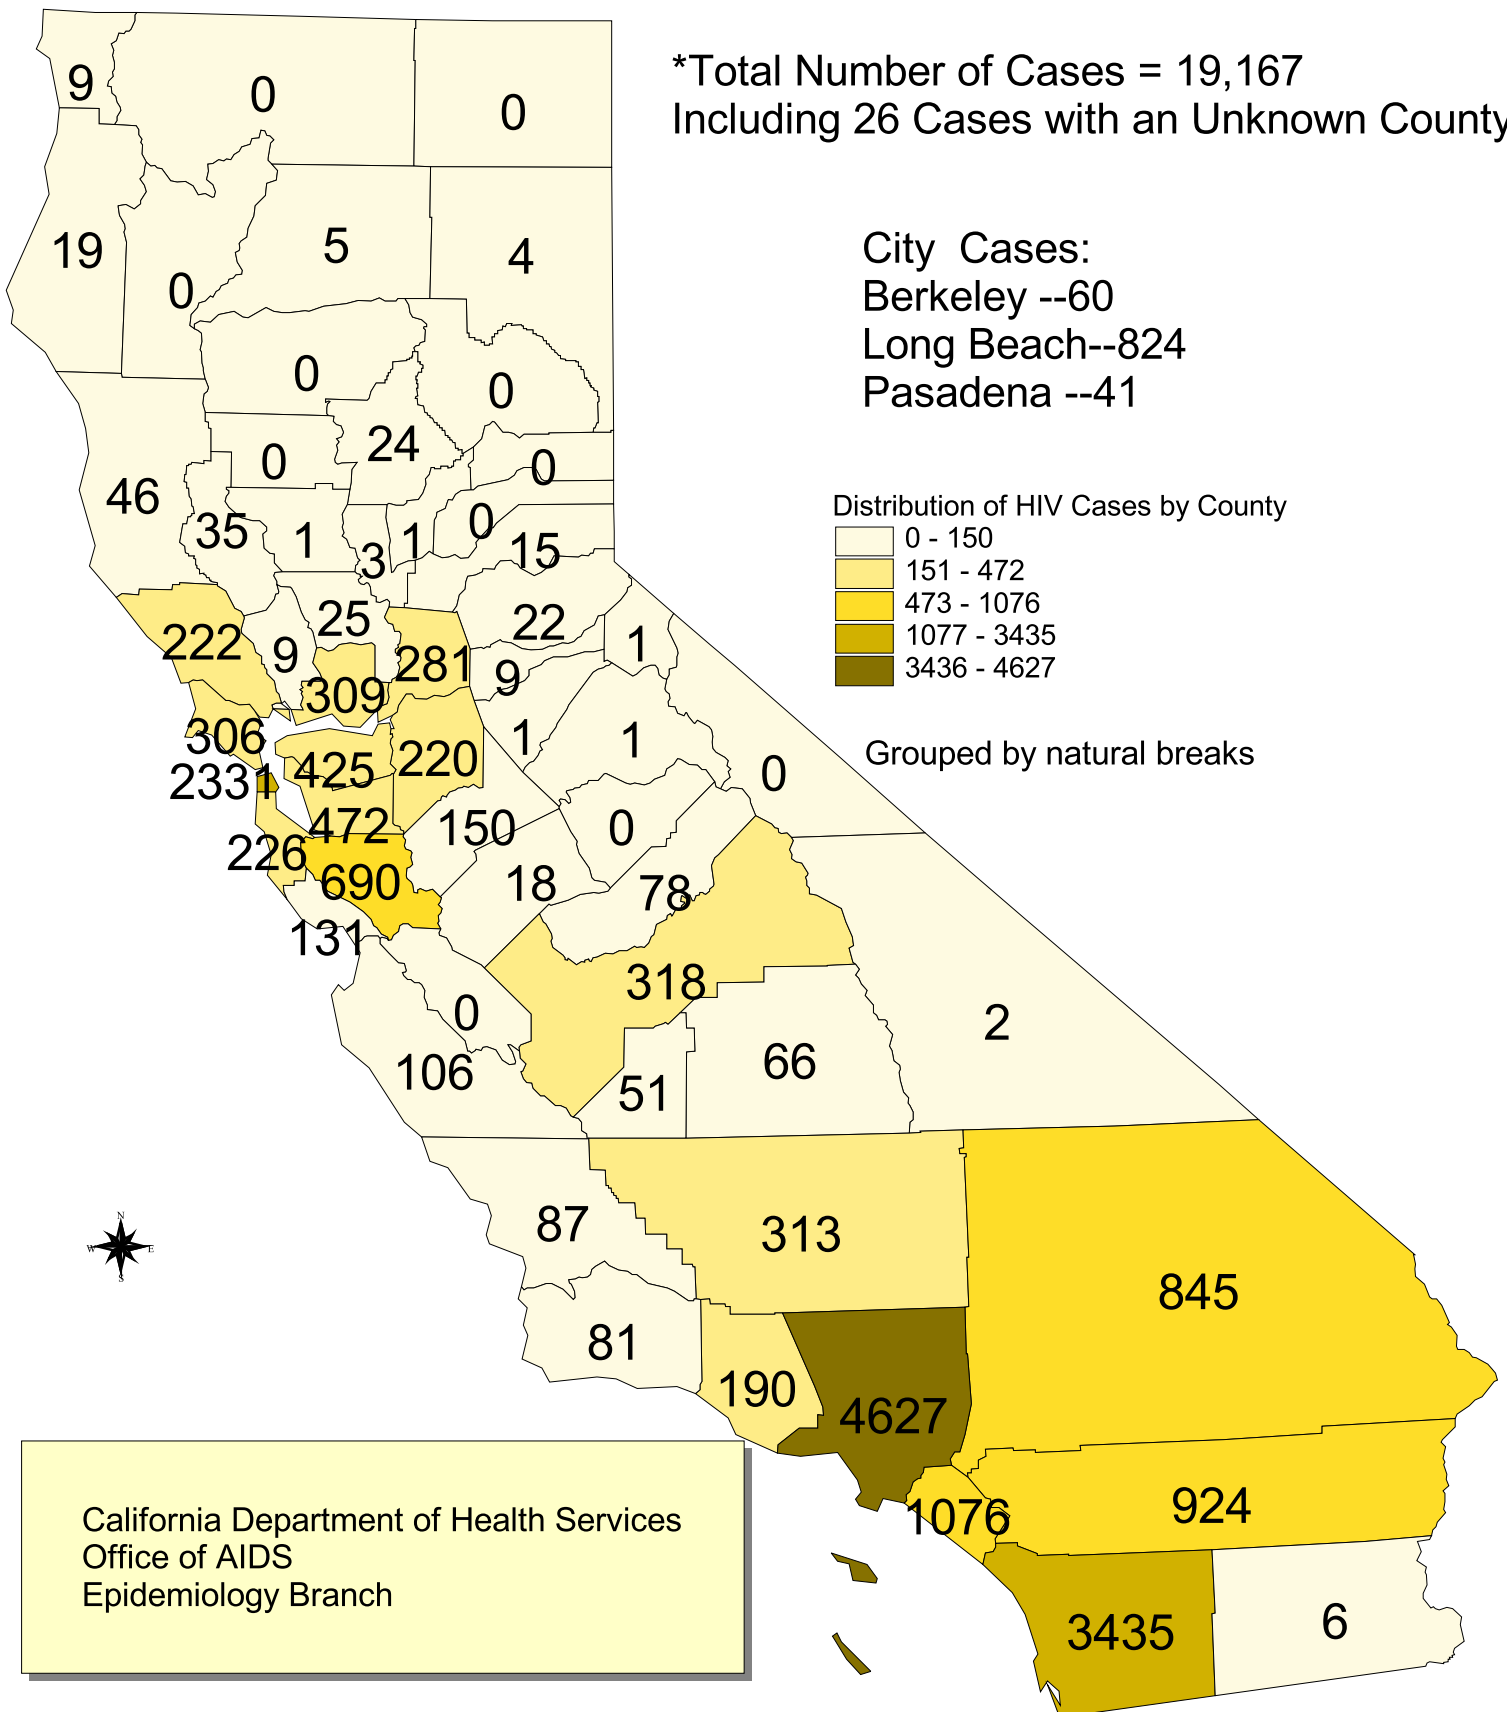 *Total Number of Cases = 19,167
Including 26 Cases with an Unknown County
9
0
0
19
0
5
4
City Cases:
Berkeley --60
Long Beach--824
Pasadena --41
0
0
24
0
0
46
35
1
3
1
0
15
Distribution of HIV Cases by County
0 - 150
151 - 472
473 - 1076
1077 - 3435
3436 - 4627
222
9
25
281
22
1
309
9
306
425
220
1
1
0
Grouped by natural breaks
2331
472
150
0
226
690
18
78
131
318
0
2
106
51
66
N
W
E
S
87
313
845
81
190
4627
1076
924
3435
6
California Department of Health Services
Office of AIDS
Epidemiology Branch